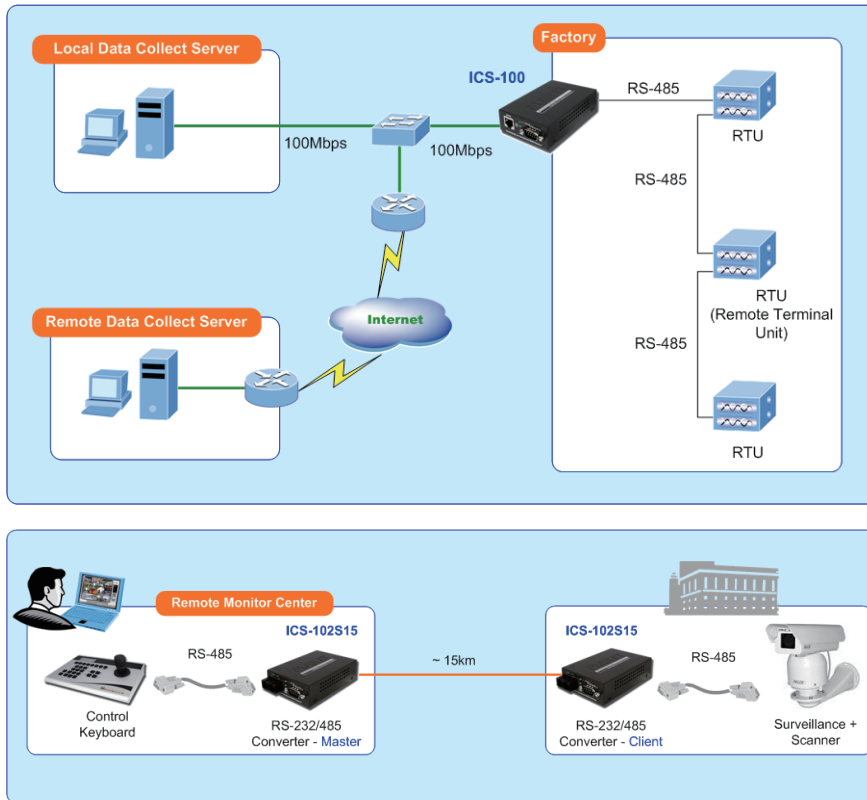 Local Data Collect Server
Factory
ICS-100
RS-485
100Mbps
100Mbps
RTU
RS-485
Remote Data Collect Server
Internet
RTU
(Remote Terminal
Unit)
RS-485
RTU
Remote Monitor Center
ICS-102S15
ICS-102S15
RS-485
~ 15km
RS-485
Control
Keyboard
RS-232/485
Converter - Master
RS-232/485
Converter - Client
Surveillance +
Scanner